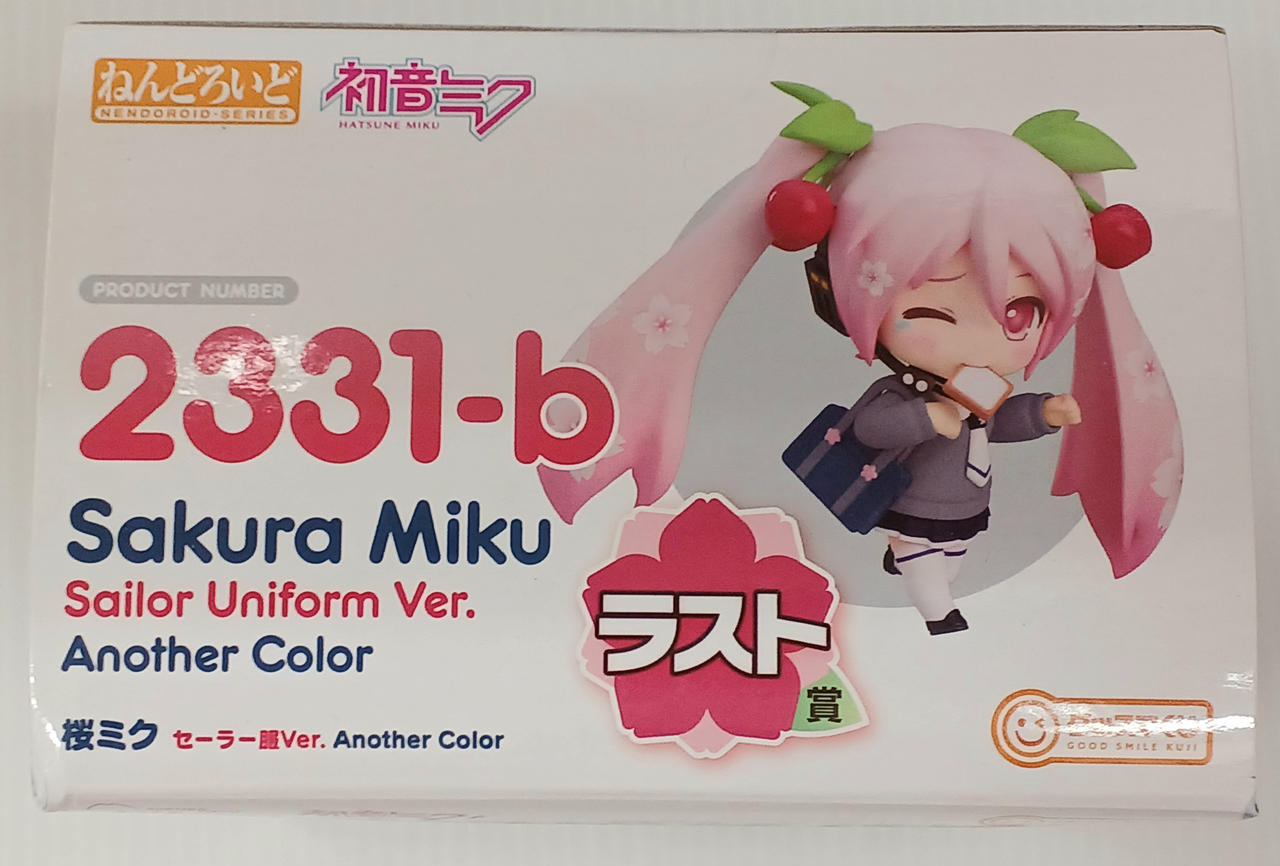 ねんどろいど
NENDOROID-SERIES
初音ミク
HATSUNE MIKU
PRODUCT NUMBER
2331-b
Sakura Miku
Sailor Uniform Ver.
Another Color
桜ミク セーラー服Ver. Another Color
ラスト
賞
GOOD SMILE KUJI